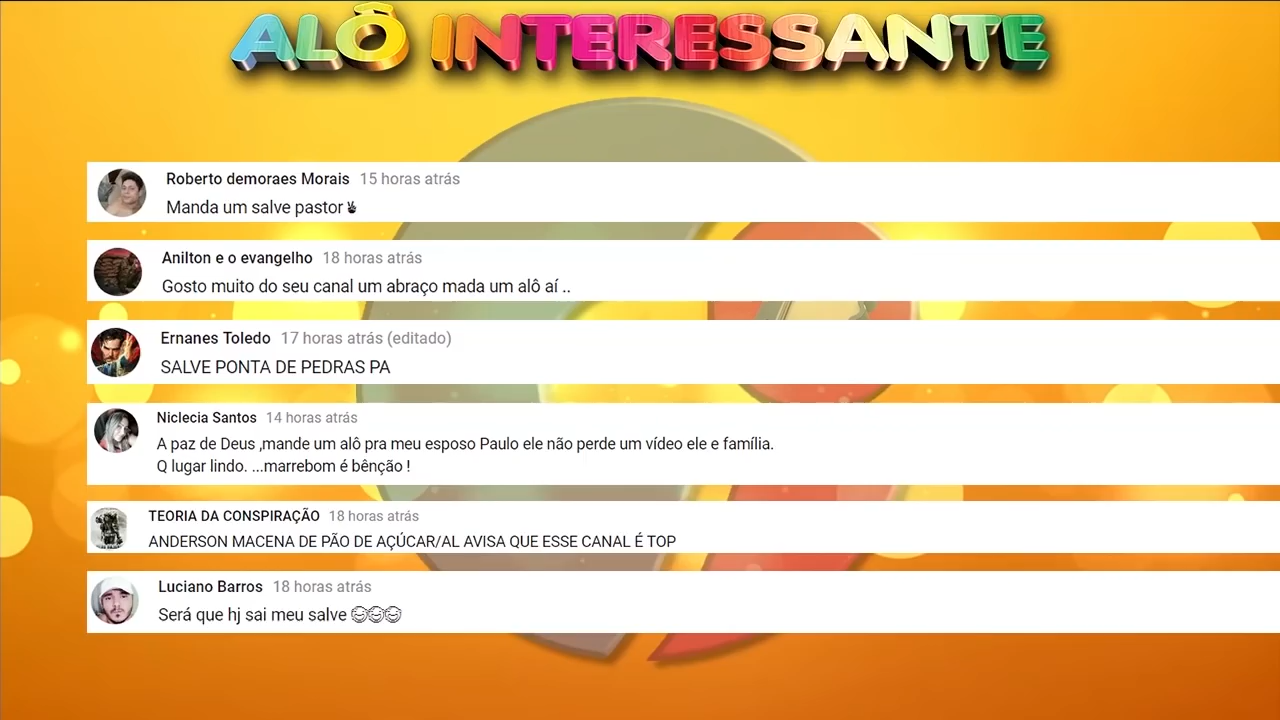 ALÔ INTERESSANTE
Roberto demoraes Morais 15 horas atrás
Manda um salve pastor✌
Anilton e o evangelho 18 horas atrás
Gosto muito do seu canal um abraço mada um alô aí ..
Ernanes Toledo 17 horas atrás (editado)
SALVE PONTA DE PEDRAS PA
Niclecia Santos 14 horas atrás
A paz de Deus ,mande um alô pra meu esposo Paulo ele não perde um vídeo ele e família.
Q lugar lindo. ...marrebom é bênção !
TEORIA DA CONSPIRAÇÃO 18 horas atrás
ANDERSON MACENA DE PÃO DE AÇÚCAR/AL AVISA QUE ESSE CANAL É TOP
Luciano Barros 18 horas atrás
Será que hj sai meu salve 😂😂😂